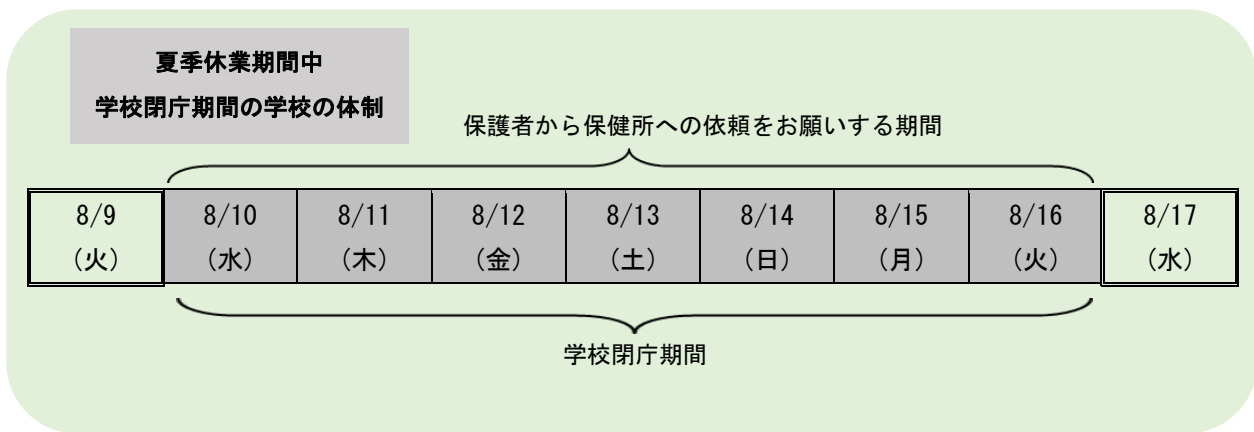 夏季休業期間中
学校閉庁期間の学校の体制
保護者から保健所への依頼をお願いする期間
8/9 8/10 8/11 8/12 8/13 8/14 8/15 8/16 8/17
（火） （水） （木） （金） （土） （日） （月） （火） （水）
学校閉庁期間